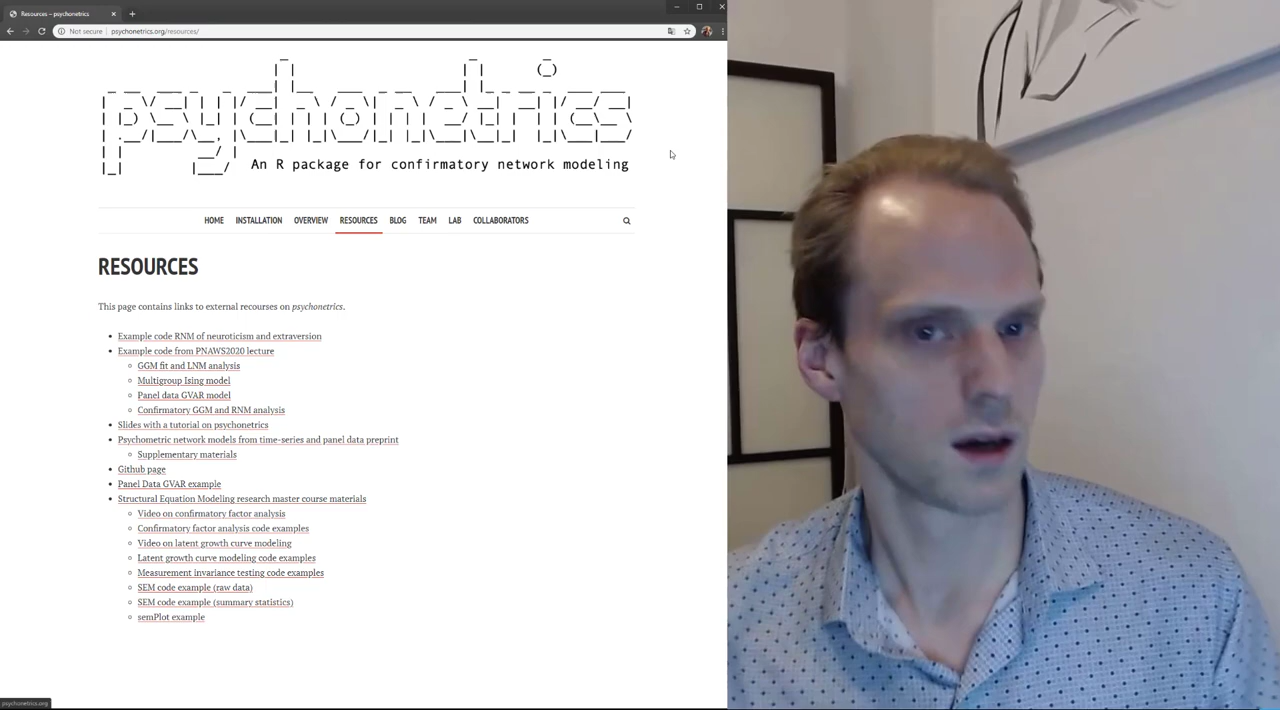 Resources – psychonetrics
Not secure | psychonetrics.org/resources/
psychonetrics
An R package for confirmatory network modeling
HOME INSTALLATION OVERVIEW RESOURCES BLOG TEAM LAB COLLABORATORS
RESOURCES
This page contains links to external recourses on psychonetrics.
Example code RNM of neuroticism and extraversion
Example code from PNAWS2020 lecture
GGM fit and LNM analysis
Multigroup Ising model
Panel data GVAR model
Confirmatory GGM and RNM analysis
Slides with a tutorial on psychonetrics
Psychometric network models from time-series and panel data preprint
Supplementary materials
Github page
Panel Data GVAR example
Structural Equation Modeling research master course materials
Video on confirmatory factor analysis
Confirmatory factor analysis code examples
Video on latent growth curve modeling
Latent growth curve modeling code examples
Measurement invariance testing code examples
SEM code example (raw data)
SEM code example (summary statistics)
semPlot example
psychonetrics.org